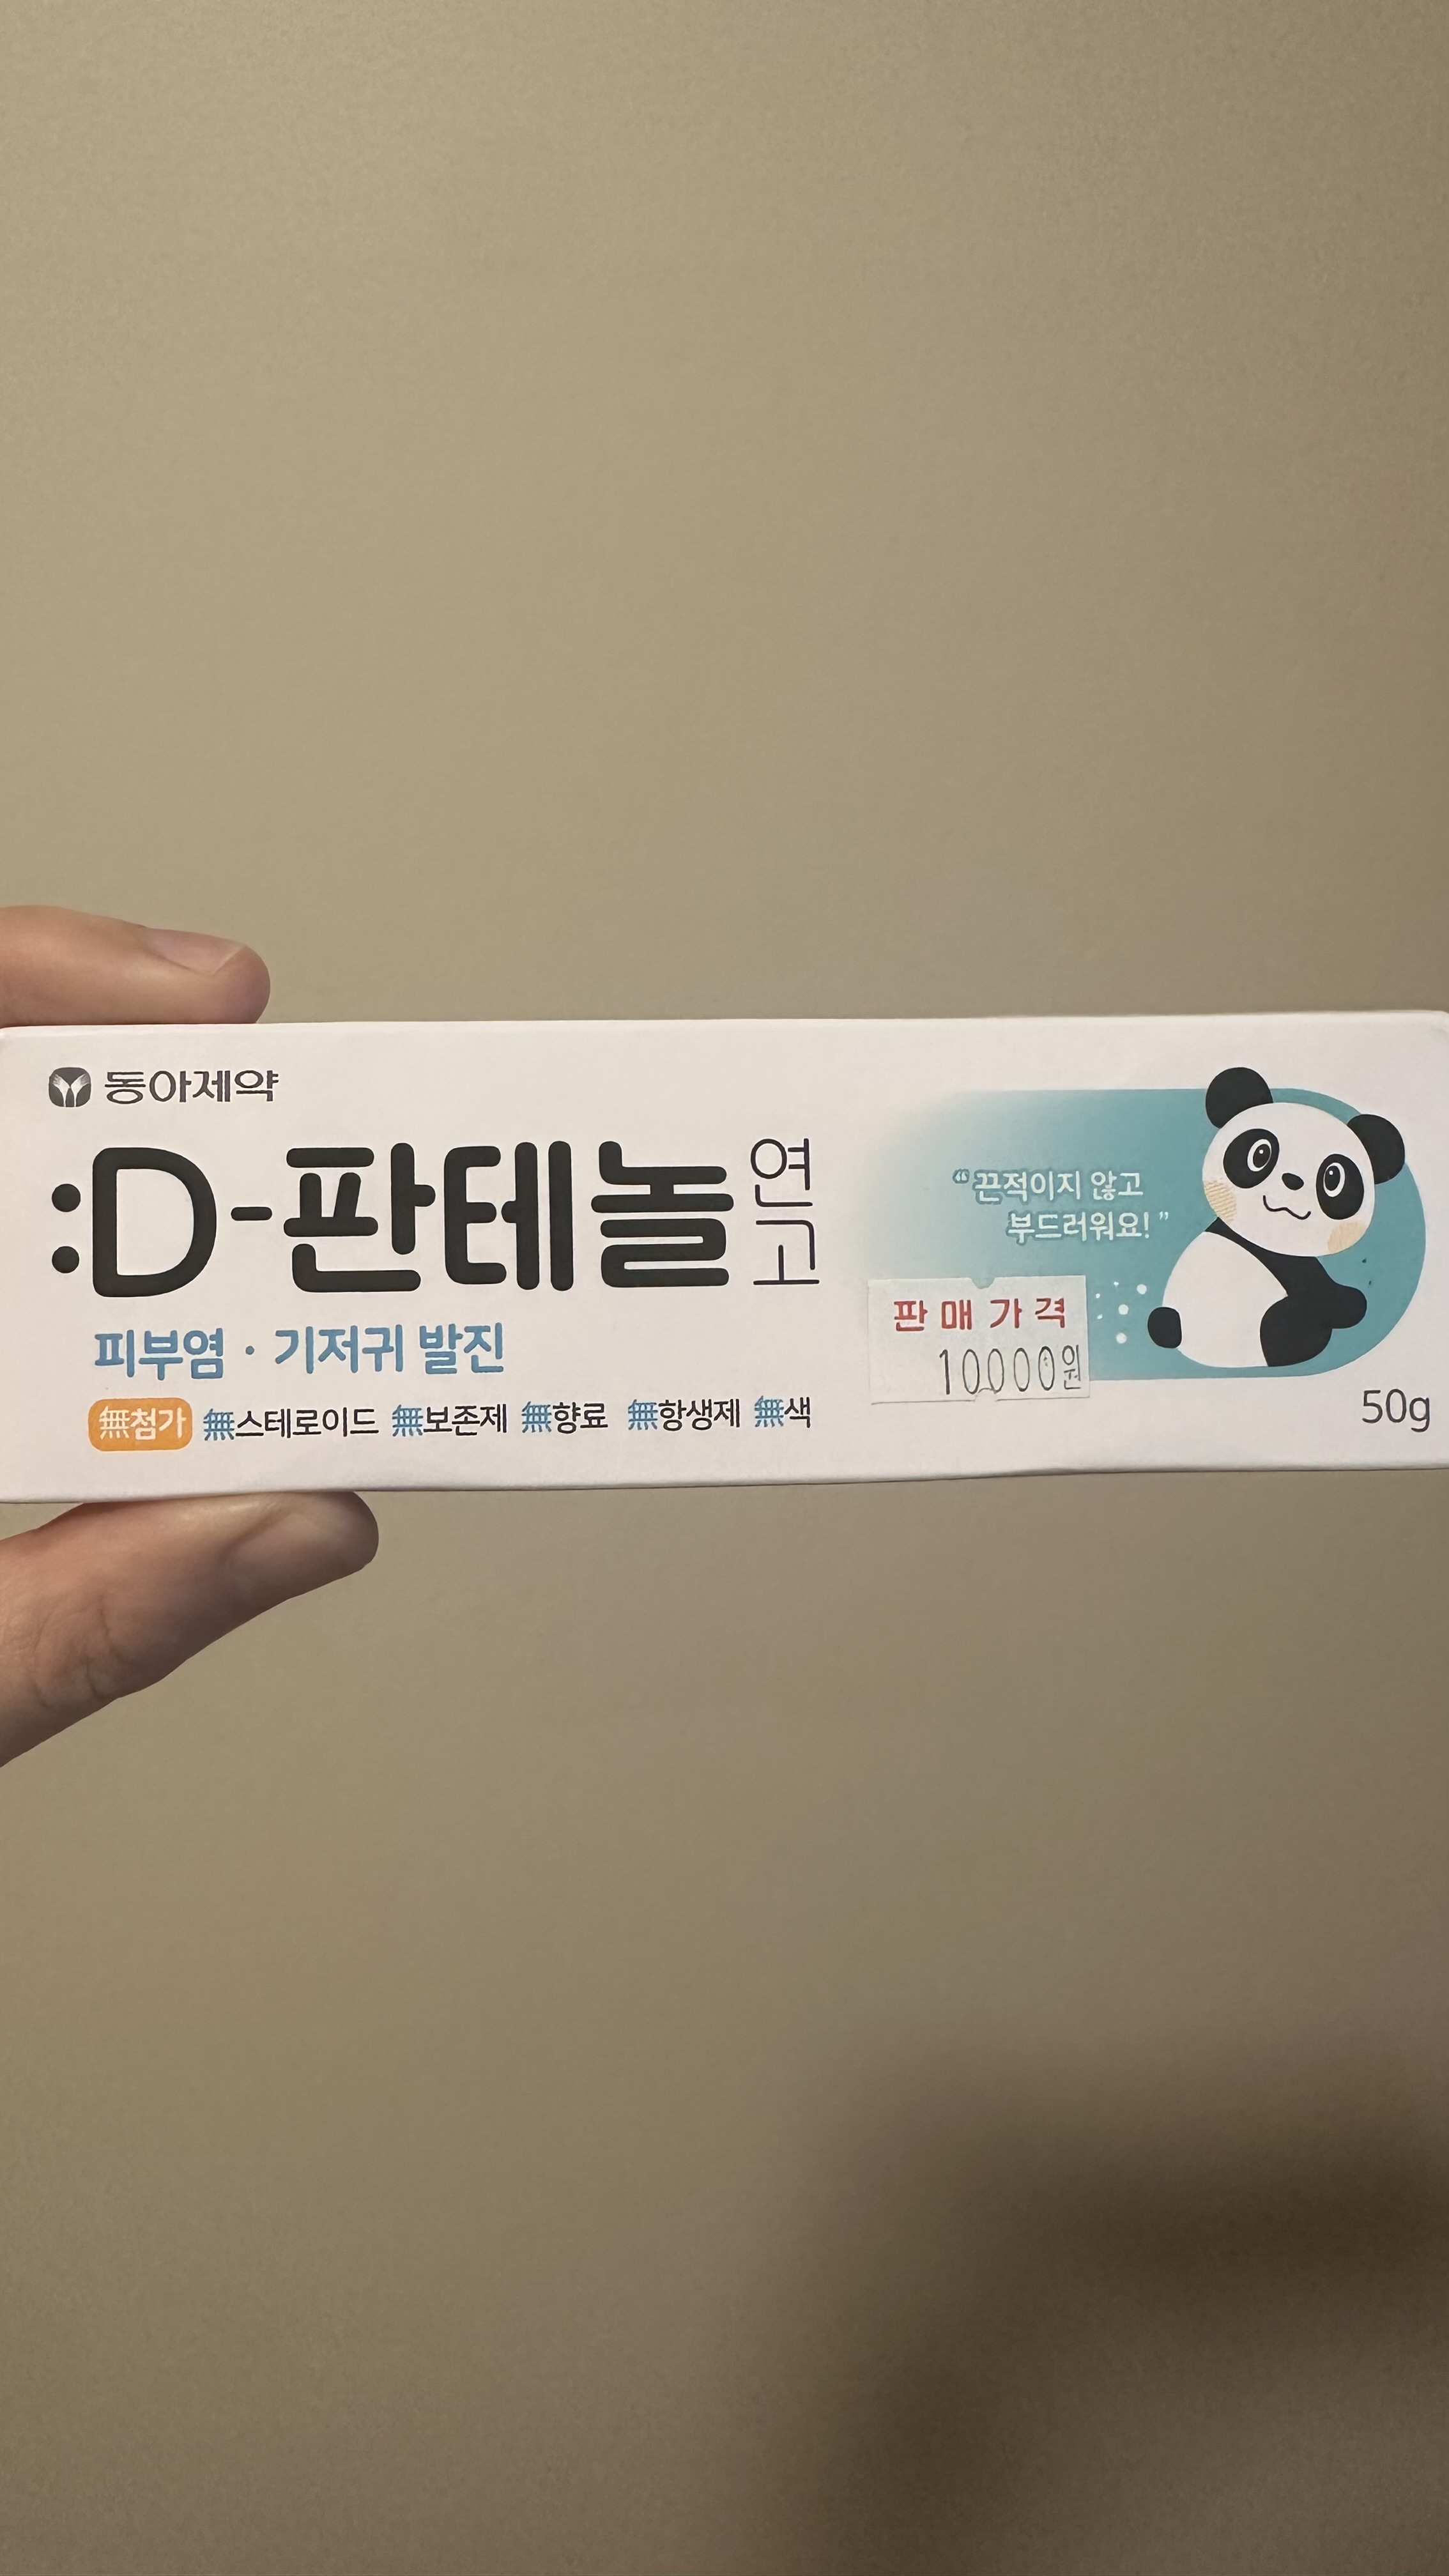 동아제약
:D-판테놀 연고
피부염 · 기저귀 발진
無첨가 無스테로이드 無보존제 無향료 無항생제 無색
“끈적이지 않고
부드러워요!”
판매가격
10000원
50g